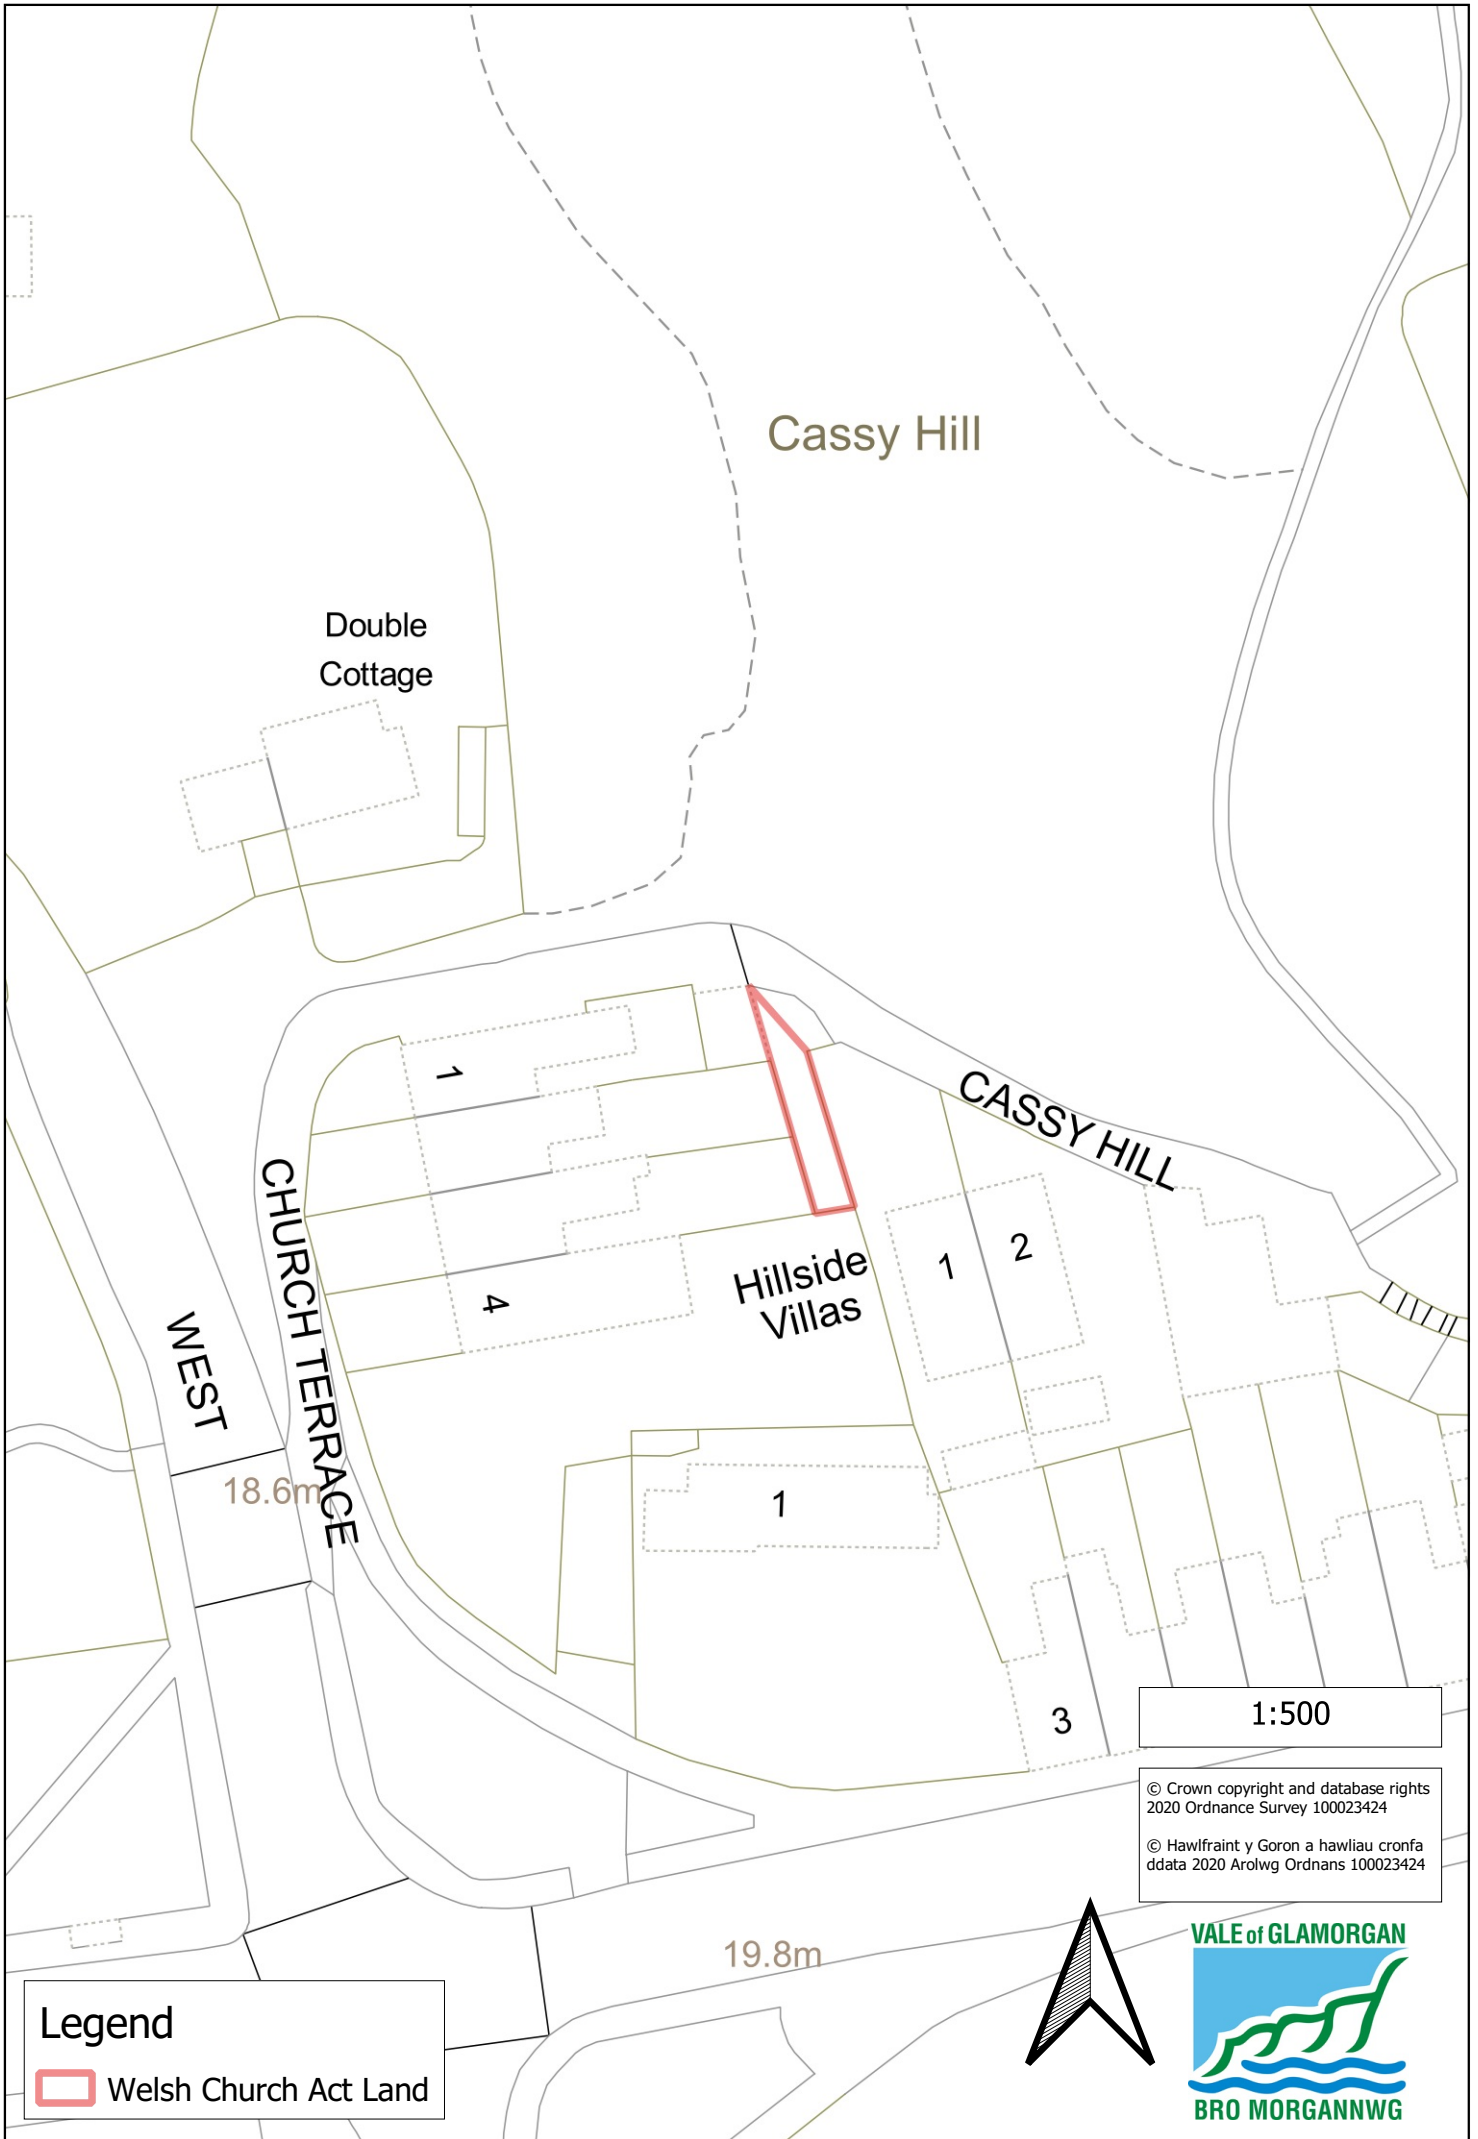 Cassy Hill
Double
Cottage
1
CASSY HILL
CHURCH TERRACE
Hillside
Villas
1
2
4
WEST
18.6m
1
3
1:500
© Crown copyright and database rights
2020 Ordnance Survey 100023424
© Hawlfraint y Goron a hawliau cronfa
ddata 2020 Arolwg Ordnans 100023424
19.8m
VALE of GLAMORGAN
BRO MORGANNWG
Legend
Welsh Church Act Land